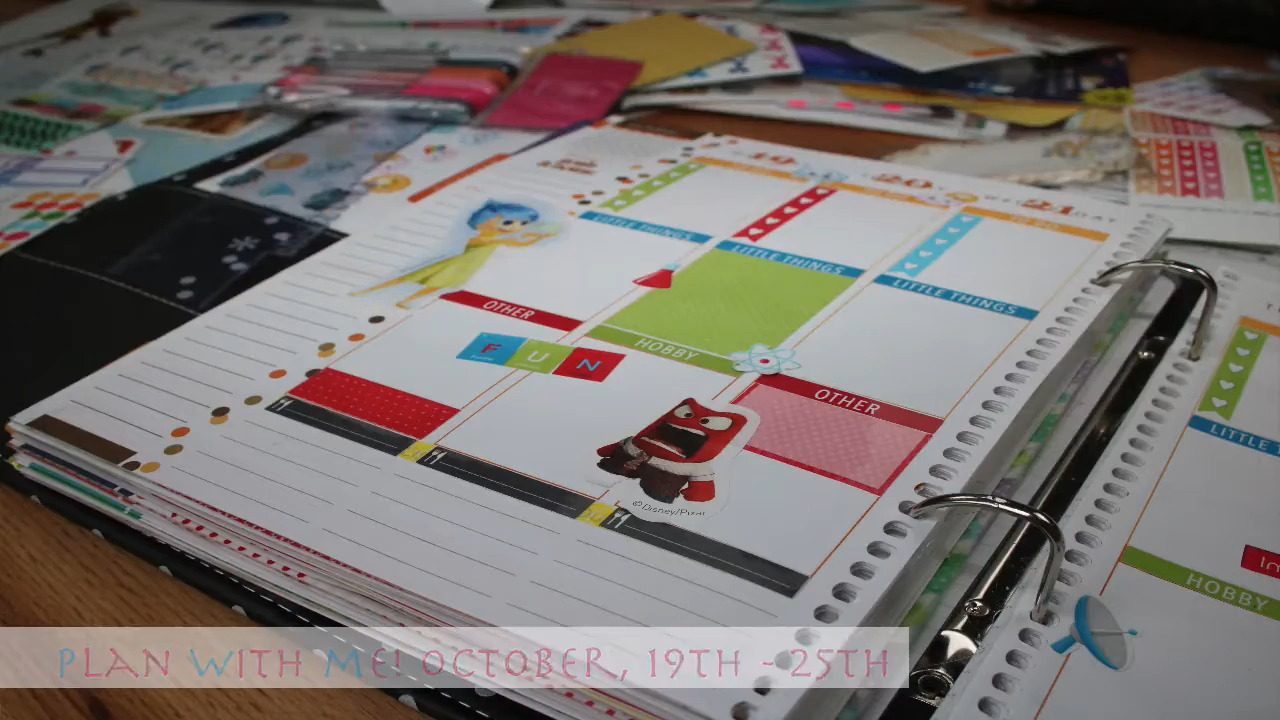 19
20
21
DAY
LITTLE THINGS
LITTLE THINGS
LITTLE THINGS
OTHER
HOBBY
FUN
OTHER
©Disney/Pixar
HOBBY
PLAN WITH ME! OCTOBER, 19TH - 25TH